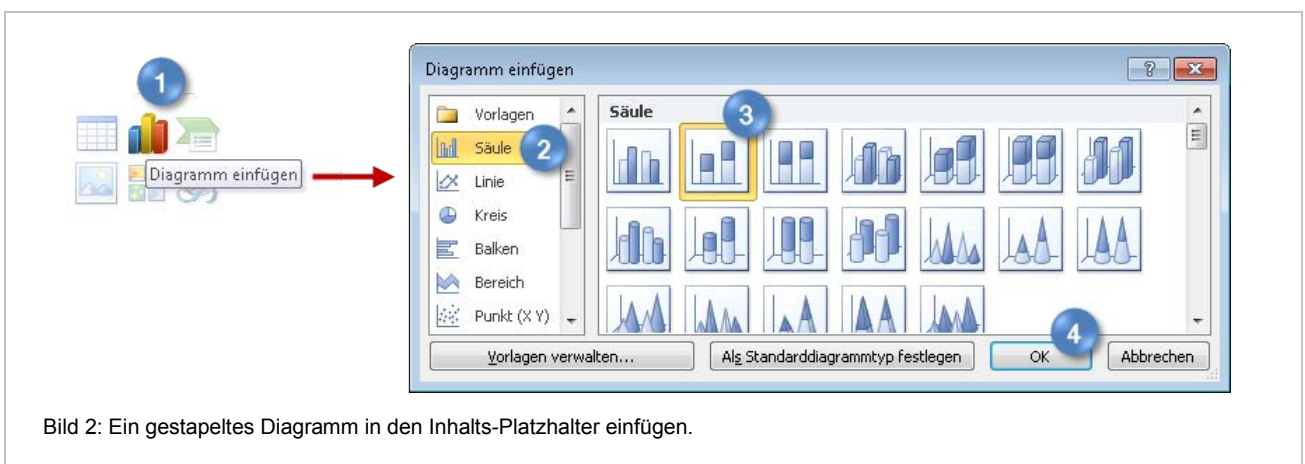 1
Diagramm einfügen
Diagramm einfügen
Vorlagen
Säule
2
Linie
Kreis
Balken
Bereich
Punkt (X Y)
Säule
3
4
Vorlagen verwalten...
Als Standarddiagrammtyp festlegen
OK
Abbrechen
Bild 2: Ein gestapeltes Diagramm in den Inhalts-Platzhalter einfügen.